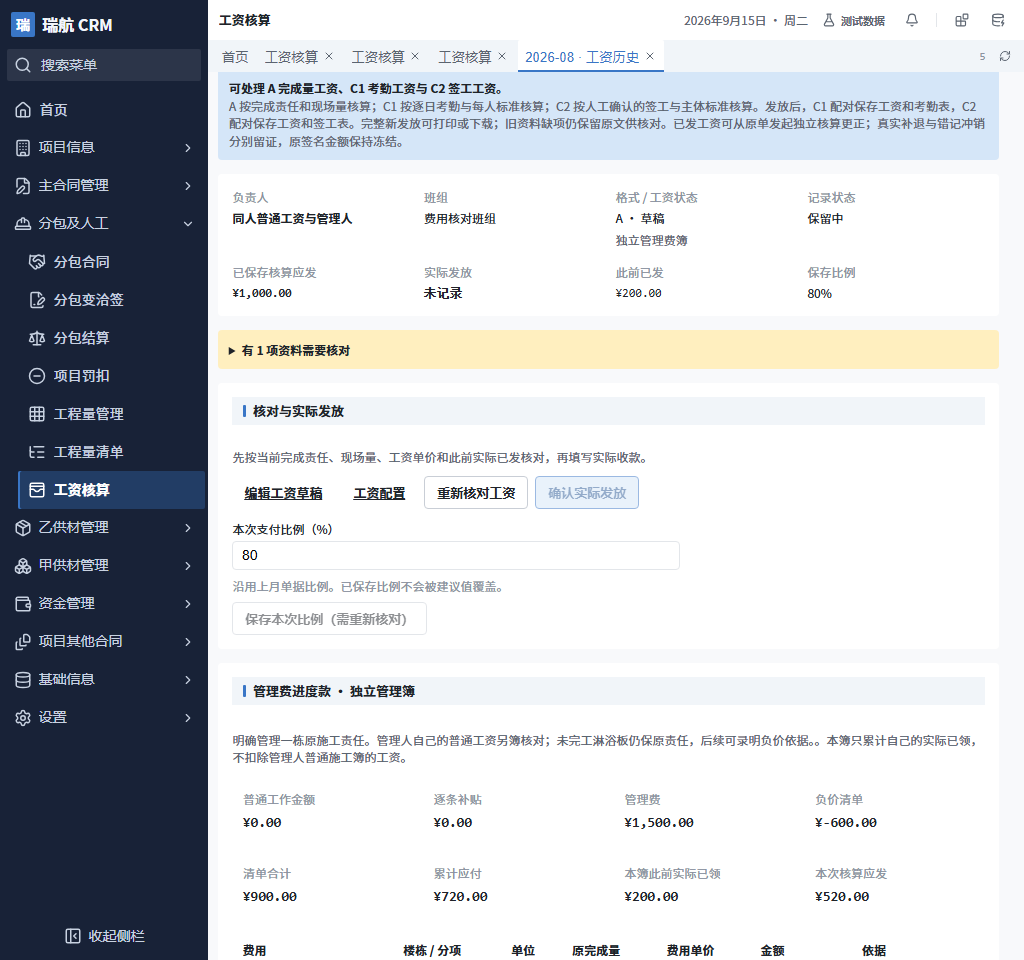 瑞 瑞航 CRM
搜索菜单
首页
项目信息
主合同管理
分包及人工
分包合同
分包变洽签
分包结算
项目罚扣
工程量管理
工程量清单
工资核算
乙供材管理
甲供材管理
资金管理
项目其他合同
基础信息
设置
收起侧栏
工资核算
2026年9月15日 · 周二 测试数据
首页 工资核算 × 工资核算 × 工资核算 × 2026-08 · 工资历史 × 5
可处理 A 完成量工资、C1 考勤工资与 C2 签工工资。
A 按完成责任和现场量核算；C1 按逐日考勤与每人标准核算；C2 按人工确认的签工与主体标准核算。发放后，C1 配对保存工资和考勤表，C2
配对保存工资和签工表。完整新发放可打印或下载；旧资料缺项仍保留原文供核对。已发工资可从原单发起独立核算更正；真实补退与错记冲销
分别留证，原签名金额保持冻结。
负责人 班组 格式 / 工资状态 记录状态
同人普通工资与管理人 费用核对班组 A · 草稿 保留中
独立管理费簿
已保存核算应发 实际发放 此前已发 保存比例
¥1,000.00 未记录 ¥200.00 80%
▶ 有 1 项资料需要核对
核对与实际发放
先按当前完成责任、现场量、工资单价和此前实际已发核对，再填写实际收款。
编辑工资草稿 工资配置 重新核对工资 确认实际发放
本次支付比例（%）
80
沿用上月单据比例。已保存比例不会被建议值覆盖。
保存本次比例（需重新核对）
管理费进度款 · 独立管理簿
明确管理一栋原施工责任。管理人自己的普通工资另簿核对；未完工淋浴板仍保原责任，后续可录明负价依据。。本簿只累计自己的实际已领，
不扣除管理人普通施工簿的工资。
普通工作金额 逐条补贴 管理费 负价清单
¥0.00 ¥0.00 ¥1,500.00 ¥-600.00
清单合计 累计应付 本簿此前实际已领 本次核算应发
¥900.00 ¥720.00 ¥200.00 ¥520.00
费用 楼栋 / 分项 单位 原完成量 费用单价 金额 依据